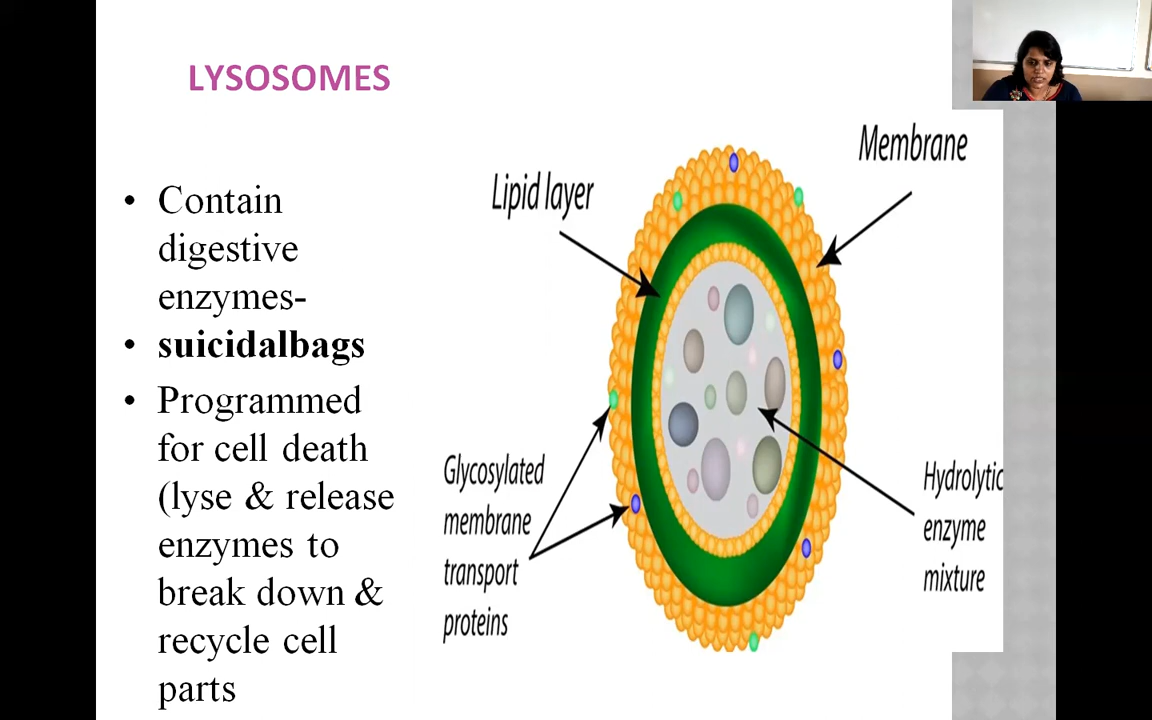 LYSOSOMES
• Contain
digestive
enzymes-
• suicidalbags
• Programmed
for cell death
(lyse & release
enzymes to
break down &
recycle cell
parts
Lipid layer
Membrane
Glycosylated
membrane
transport
proteins
Hydrolytic
enzyme
mixture